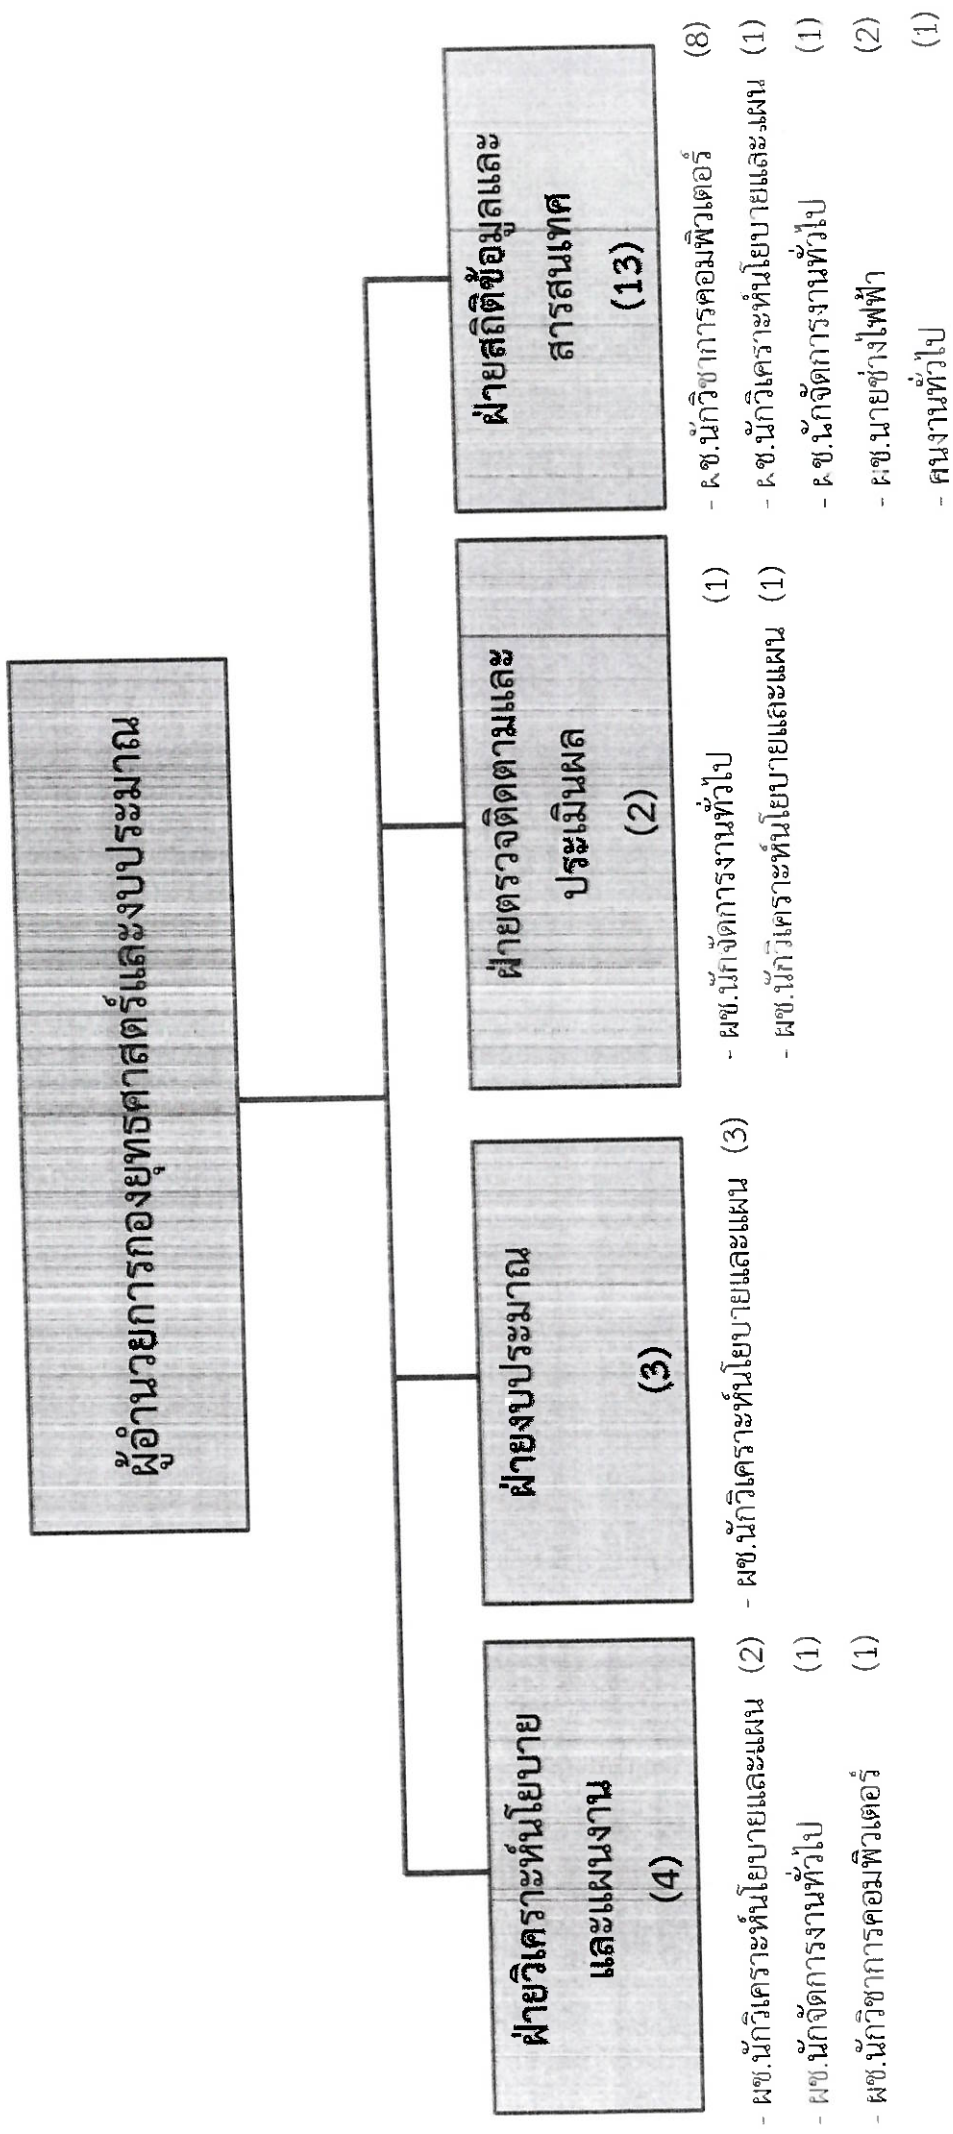 ผู้อำนวยการกองยุทธศาสตร์และงบประมาณ
ฝ่ายวิเคราะห์นโยบาย
และแผนงาน
(4)
- ผช.นักวิเคราะห์นโยบายและแผน (2)
- ผช.นักจัดการงานทั่วไป (1)
- ผช.นักวิชาการคอมพิวเตอร์ (1)
ฝ่ายงบประมาณ
(3)
- ผช.นักวิเคราะห์นโยบายและแผน (3)
ฝ่ายตรวจติดตามและ
ประเมินผล
(2)
- ผช.นักจัดการงานทั่วไป (1)
- ผช.นักวิเคราะห์นโยบายและแผน (1)
ฝ่ายสถิติข้อมูลและ
สารสนเทศ
(13)
- ผช.นักวิชาการคอมพิวเตอร์ (8)
- ผช.นักวิเคราะห์นโยบายและแผน (1)
- ผช.นักจัดการงานทั่วไป (1)
- ผช.นายช่างไฟฟ้า (2)
- คนงานทั่วไป (1)